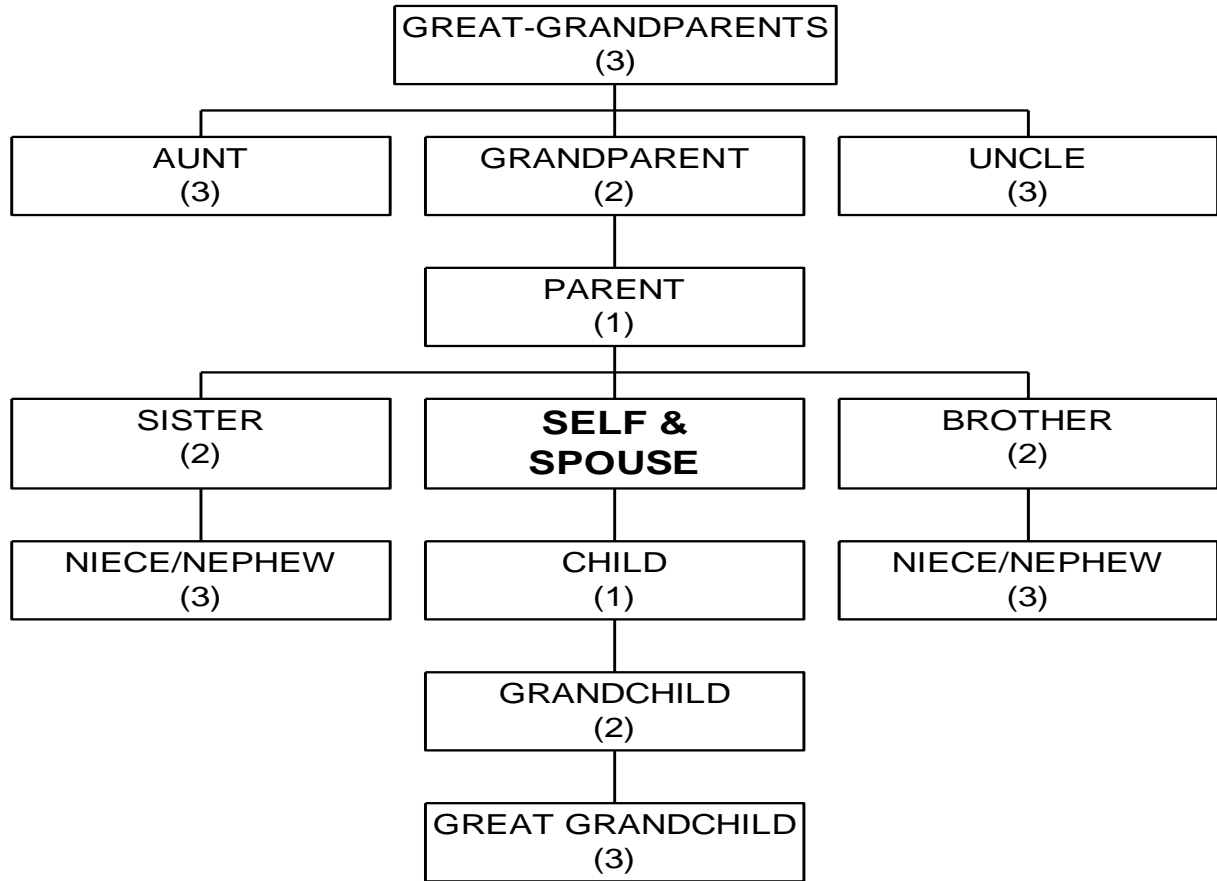 GREAT-GRANDPARENTS
(3)
AUNT
(3)
GRANDPARENT
(2)
UNCLE
(3)
PARENT
(1)
SISTER
(2)
SELF &
SPOUSE
BROTHER
(2)
NIECE/NEPHEW
(3)
CHILD
(1)
NIECE/NEPHEW
(3)
GRANDCHILD
(2)
GREAT GRANDCHILD
(3)